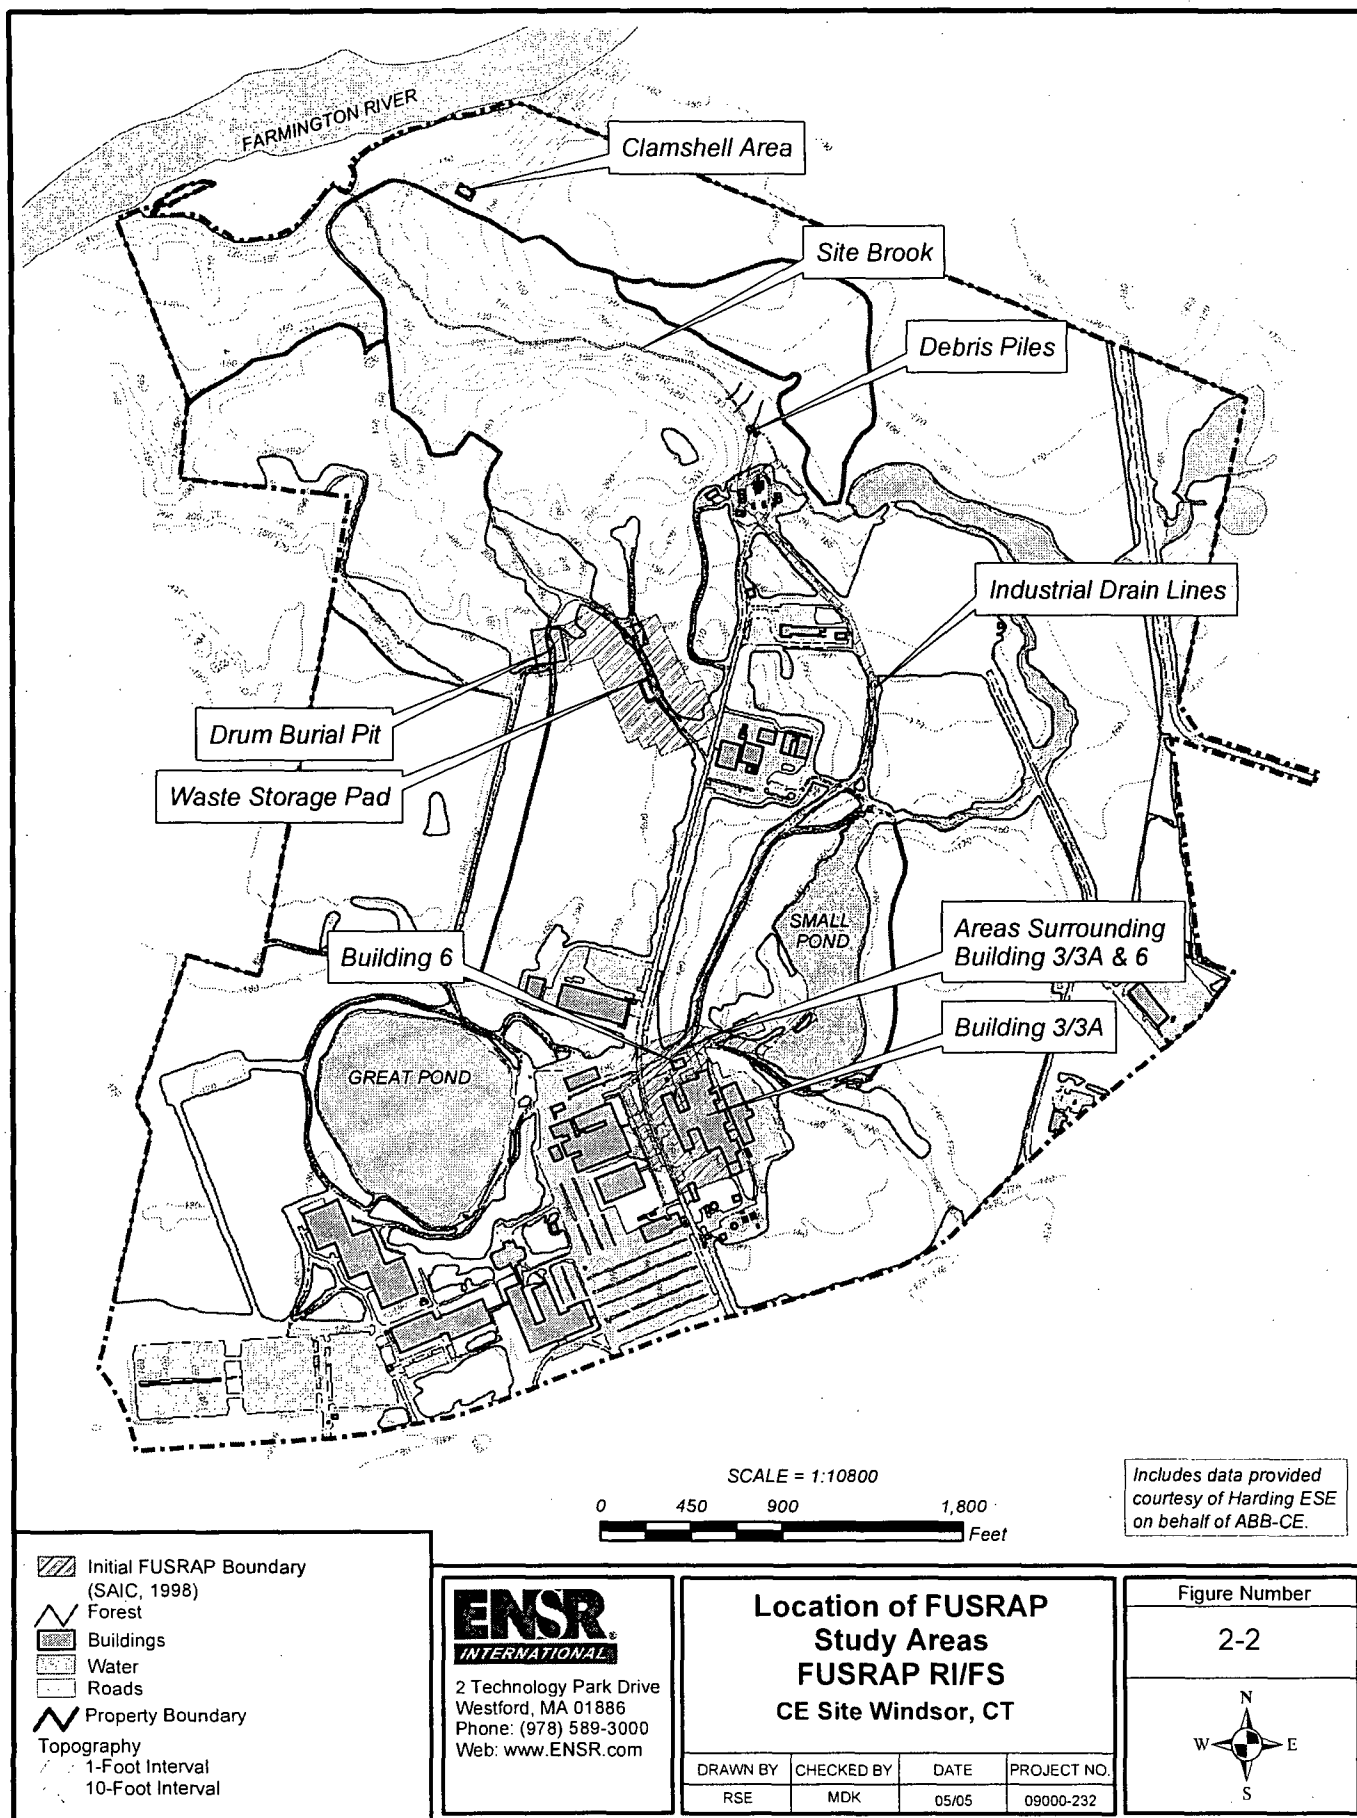 FARMINGTON RIVER
Clamshell Area
Site Brook
Debris Piles
Industrial Drain Lines
Drum Burial Pit
Waste Storage Pad
SMALL
POND
Areas Surrounding
Building 3/3A & 6
Building 6
Building 3/3A
GREAT POND
SCALE = 1:10800
0 450 900 1,800
Feet
Includes data provided
courtesy of Harding ESE
on behalf of ABB-CE.
Initial FUSRAP Boundary
(SAIC, 1998)
Forest
Buildings
Water
Roads
Property Boundary
Topography
1-Foot Interval
10-Foot Interval
ENSR
INTERNATIONAL
2 Technology Park Drive
Westford, MA 01886
Phone: (978) 589-3000
Web: www.ENSR.com
Location of FUSRAP
Study Areas
FUSRAP RI/FS
CE Site Windsor, CT
DRAWN BY CHECKED BY DATE PROJECT NO.
RSE MDK 05/05 09000-232
Figure Number
2-2
N
W E
S